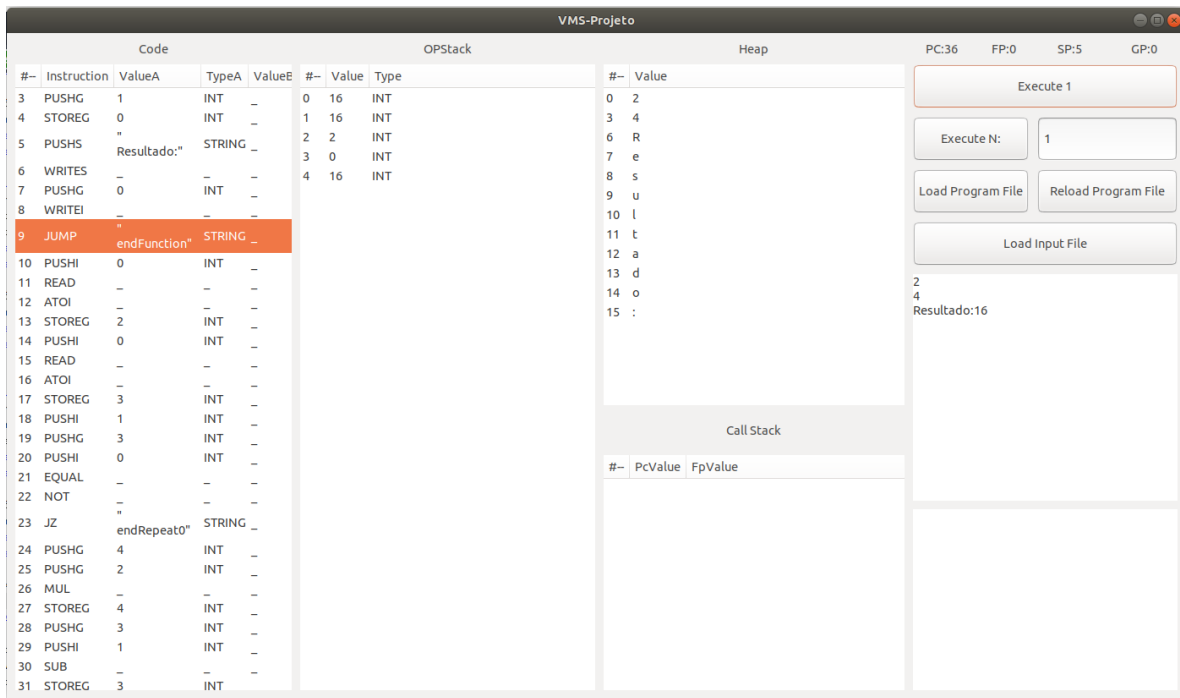 VMS-Projeto
Code OPStack Heap PC:36 FP:0 SP:5 GP:0
#-- Instruction ValueA TypeA ValueB #-- Value Type #-- Value
3 PUSHG 1 INT _ 0 16 INT 0 2 Execute 1
4 STOREG 0 INT _ 1 16 INT 3 4
5 PUSHS " Resultado:" STRING _ 2 2 INT 6 R Execute N: 1
3 0 INT 7 e
6 WRITES _ _ _ 4 16 INT 8 s
7 PUSHG 0 INT _ 9 u Load Program File Reload Program File
8 WRITEI _ _ _ 10 l
9 JUMP " endFunction" STRING _ 11 t Load Input File
10 PUSHI 0 INT _ 12 a
11 READ _ _ _ 13 d 2
12 ATOI _ _ _ 14 o 4
13 STOREG 2 INT _ 15 : Resultado:16
14 PUSHI 0 INT _
15 READ _ _ _
16 ATOI _ _ _
17 STOREG 3 INT _
18 PUSHI 1 INT _ Call Stack
19 PUSHG 3 INT _
20 PUSHI 0 INT _ #-- PcValue FpValue
21 EQUAL _ _ _
22 NOT _ _ _
23 JZ " endRepeat0" STRING _
24 PUSHG 4 INT _
25 PUSHG 2 INT _
26 MUL _ _ _
27 STOREG 4 INT _
28 PUSHG 3 INT _
29 PUSHI 1 INT _
30 SUB _ _ _
31 STOREG 3 INT